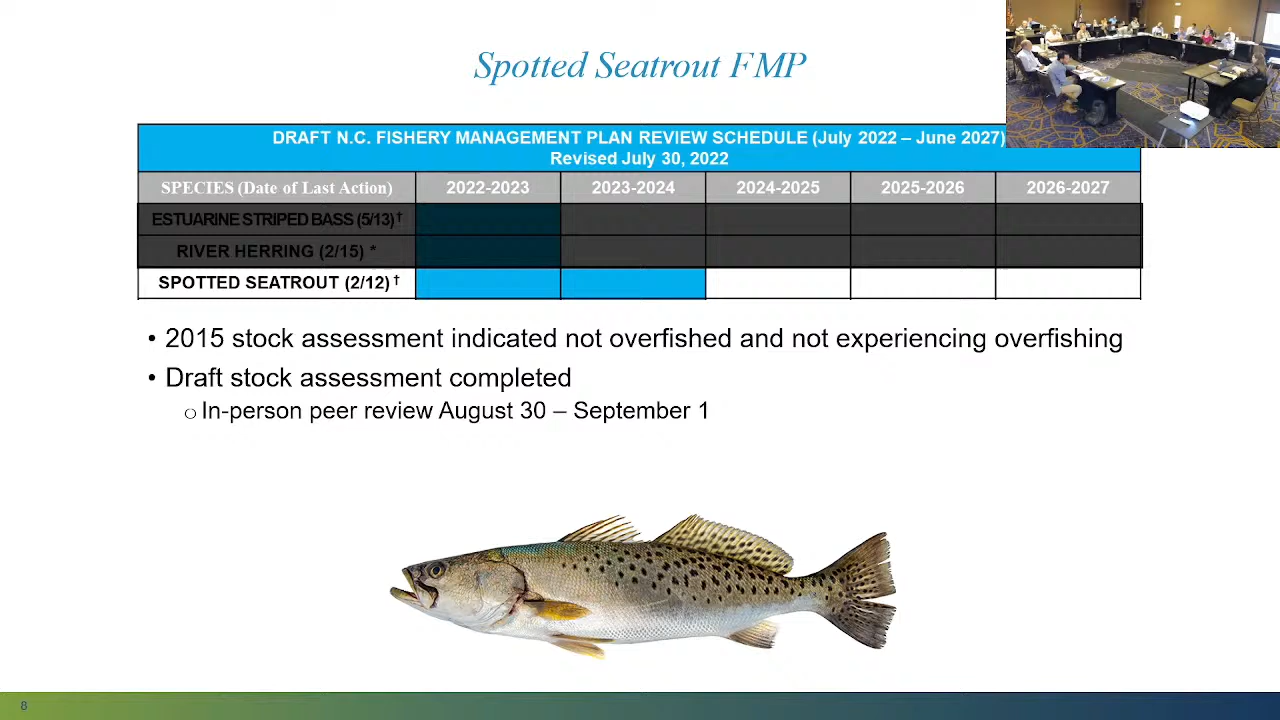 Spotted Seatrout FMP
DRAFT N.C. FISHERY MANAGEMENT PLAN REVIEW SCHEDULE (July 2022 – June 2027)
Revised July 30, 2022
SPECIES (Date of Last Action) 2022-2023 2023-2024 2024-2025 2025-2026 2026-2027
ESTUARINE STRIPED BASS (5/13) †
RIVER HERRING (2/15) *
SPOTTED SEATROUT (2/12) †
• 2015 stock assessment indicated not overfished and not experiencing overfishing
• Draft stock assessment completed
o In-person peer review August 30 – September 1
8